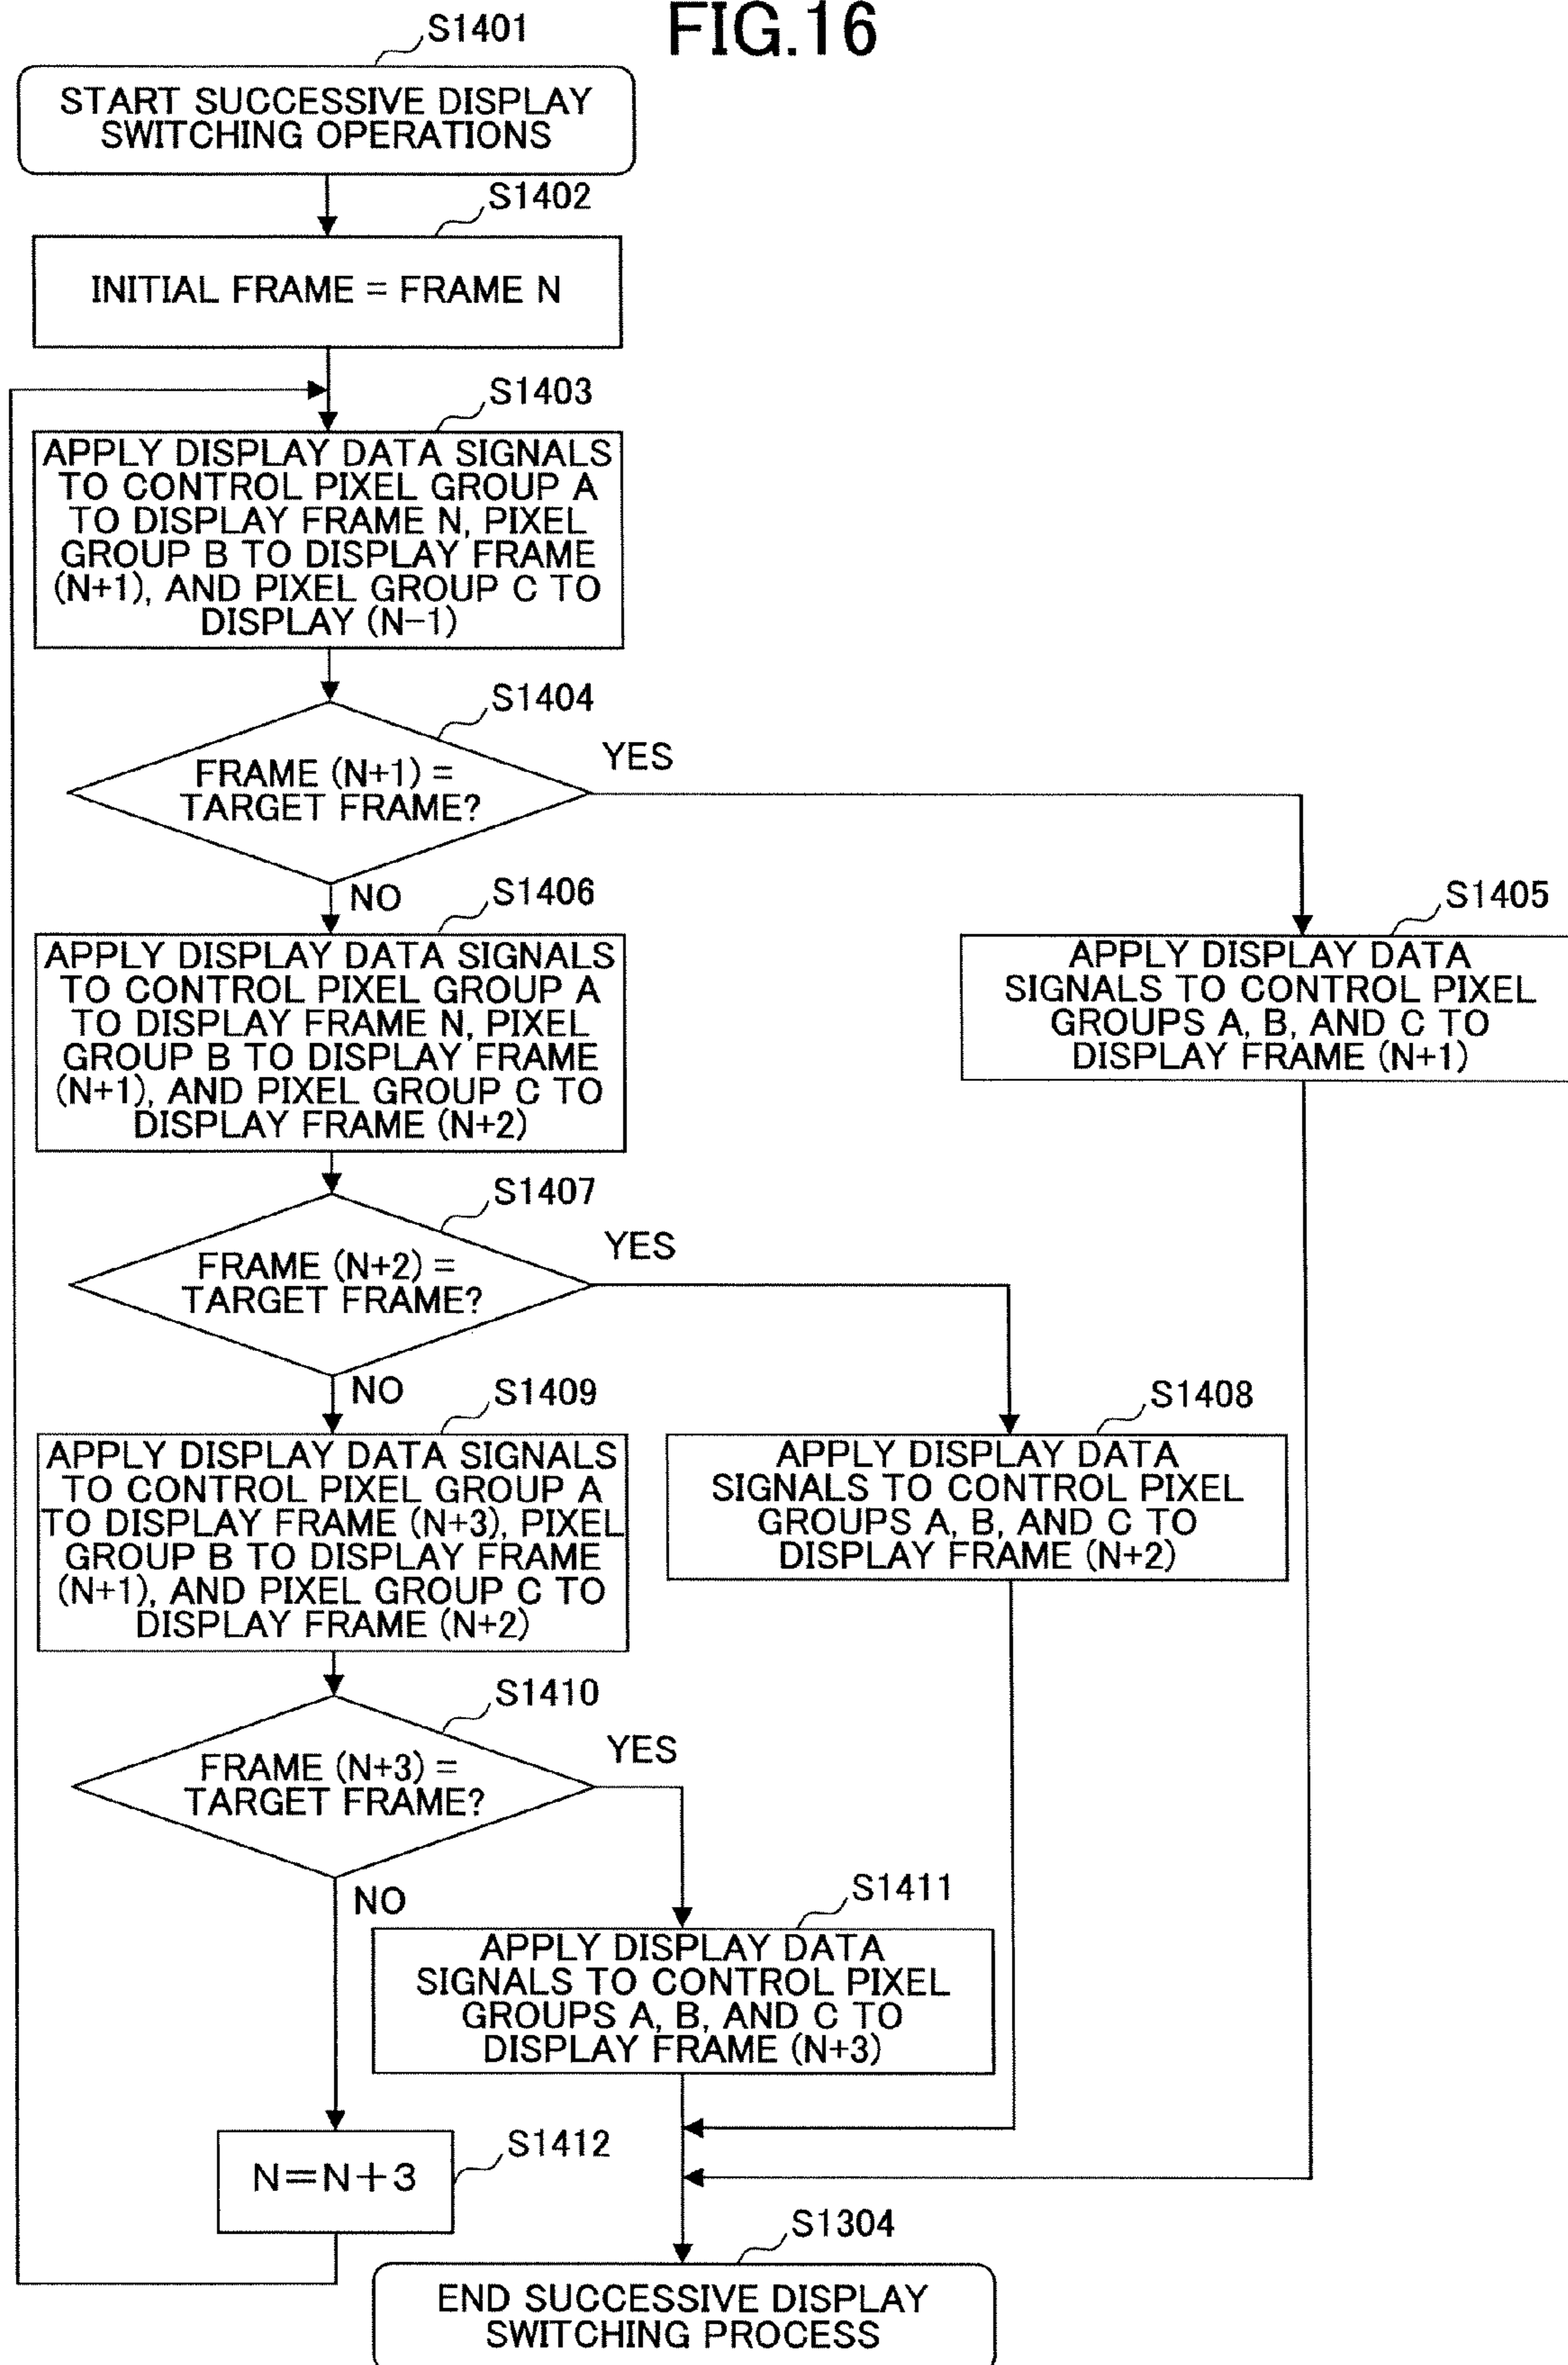 FIG.16
S1401
START SUCCESSIVE DISPLAY
SWITCHING OPERATIONS
S1402
INITIAL FRAME = FRAME N
S1403
APPLY DISPLAY DATA SIGNALS
TO CONTROL PIXEL GROUP A
TO DISPLAY FRAME N, PIXEL
GROUP B TO DISPLAY FRAME
(N+1), AND PIXEL GROUP C TO
DISPLAY (N-1)
S1404
FRAME (N+1) =
TARGET FRAME?
YES
NO
S1405
APPLY DISPLAY DATA
SIGNALS TO CONTROL PIXEL
GROUPS A, B, AND C TO
DISPLAY FRAME (N+1)
S1406
APPLY DISPLAY DATA SIGNALS
TO CONTROL PIXEL GROUP A
TO DISPLAY FRAME N, PIXEL
GROUP B TO DISPLAY FRAME
(N+1), AND PIXEL GROUP C TO
DISPLAY FRAME (N+2)
S1407
FRAME (N+2) =
TARGET FRAME?
YES
NO
S1408
APPLY DISPLAY DATA
SIGNALS TO CONTROL PIXEL
GROUPS A, B, AND C TO
DISPLAY FRAME (N+2)
S1409
APPLY DISPLAY DATA SIGNALS
TO CONTROL PIXEL GROUP A
TO DISPLAY FRAME (N+3), PIXEL
GROUP B TO DISPLAY FRAME
(N+1), AND PIXEL GROUP C TO
DISPLAY FRAME (N+2)
S1410
FRAME (N+3) =
TARGET FRAME?
YES
NO
S1411
APPLY DISPLAY DATA
SIGNALS TO CONTROL PIXEL
GROUPS A, B, AND C TO
DISPLAY FRAME (N+3)
S1412
N=N+3
S1304
END SUCCESSIVE DISPLAY
SWITCHING PROCESS